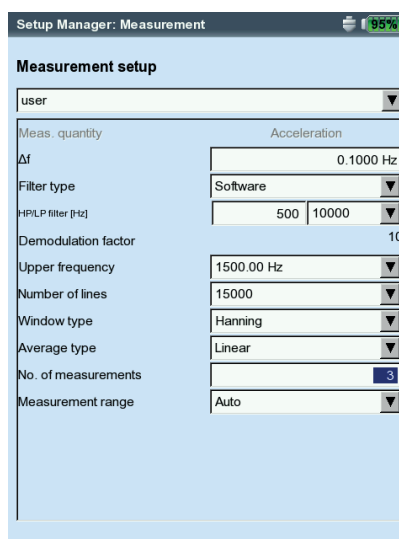 Setup Manager: Measurement 95%
Measurement setup
user
Meas. quantity Acceleration
Δf 0.1000 Hz
Filter type Software
HP/LP filter [Hz] 500 10000
Demodulation factor 10
Upper frequency 1500.00 Hz
Number of lines 15000
Window type Hanning
Average type Linear
No. of measurements 3
Measurement range Auto